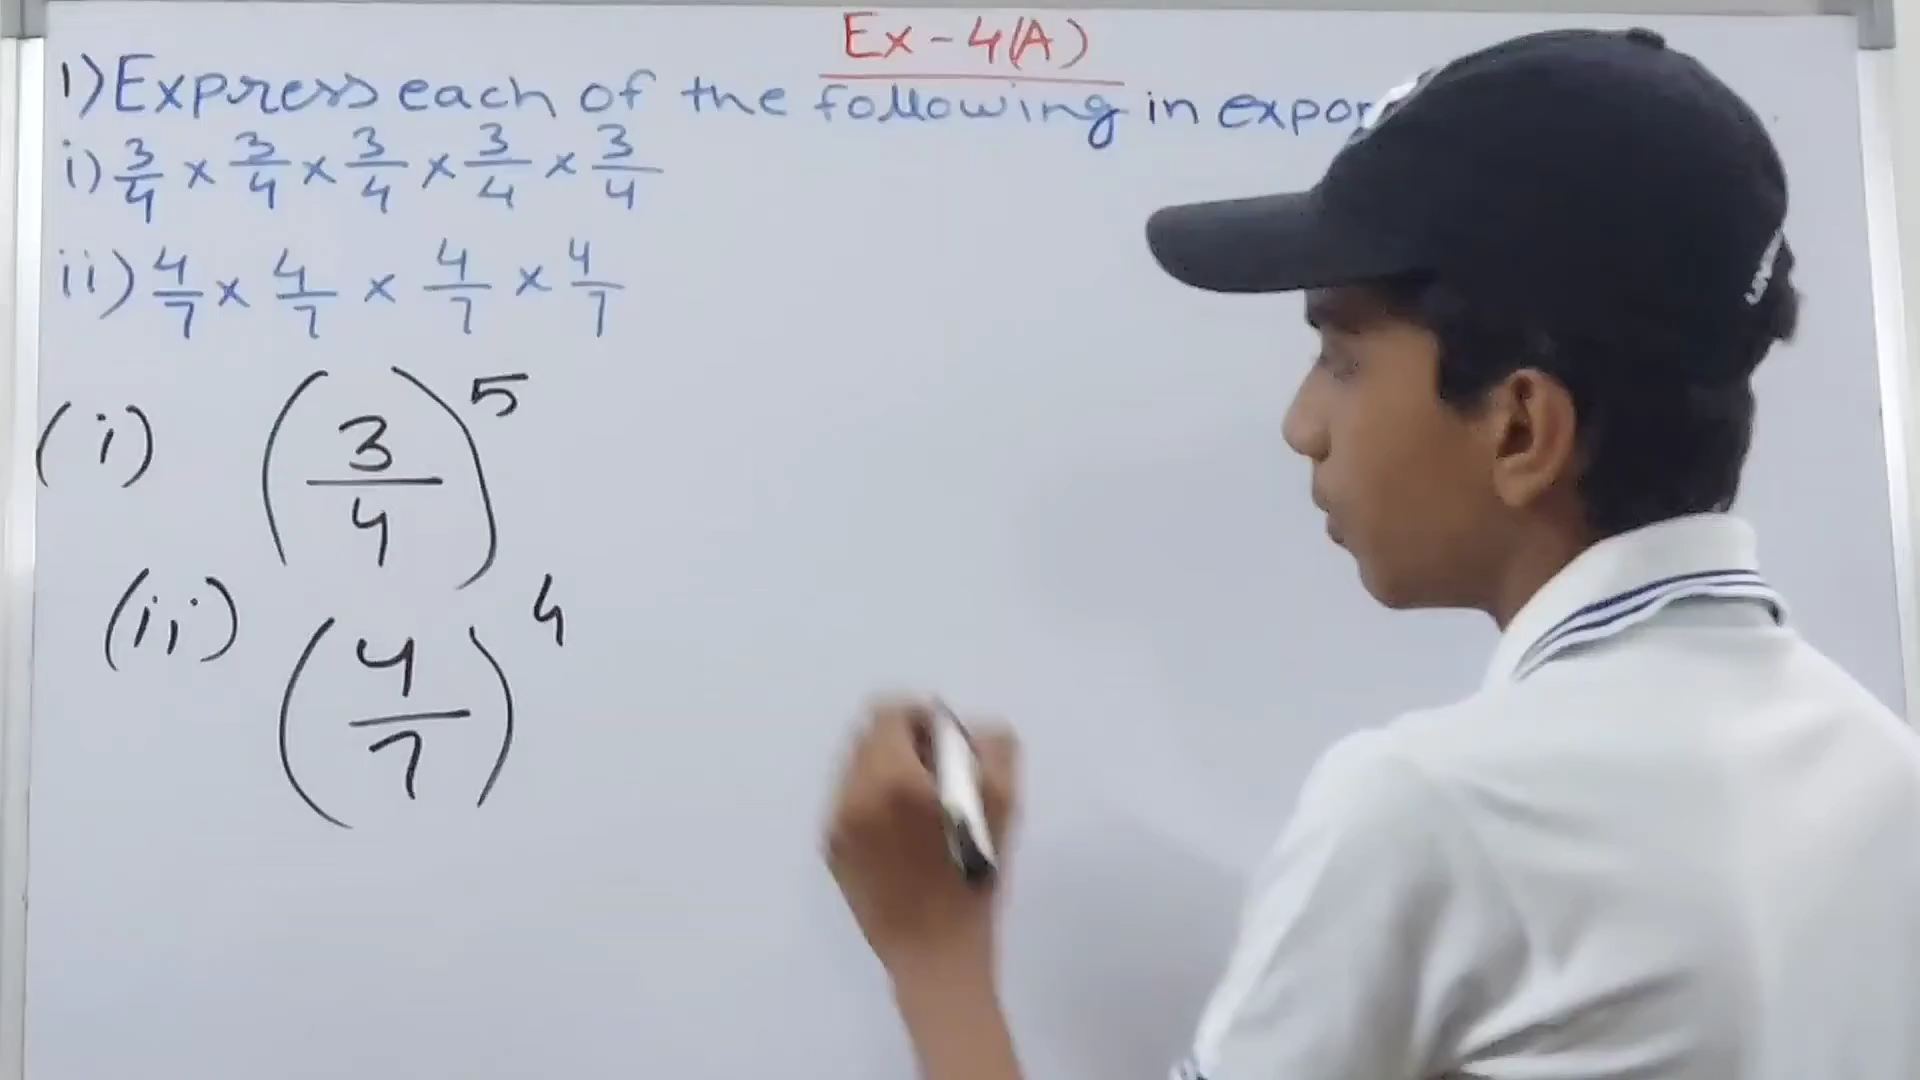 Ex-4(A)
1) Express each of the following in
i) 3/4 × 3/4 × 3/4 × 3/4 × 3/4
ii) 4/7 × 4/7 × 4/7 × 4/7
(i) (3/4)^5
(ii) (4/7)^4